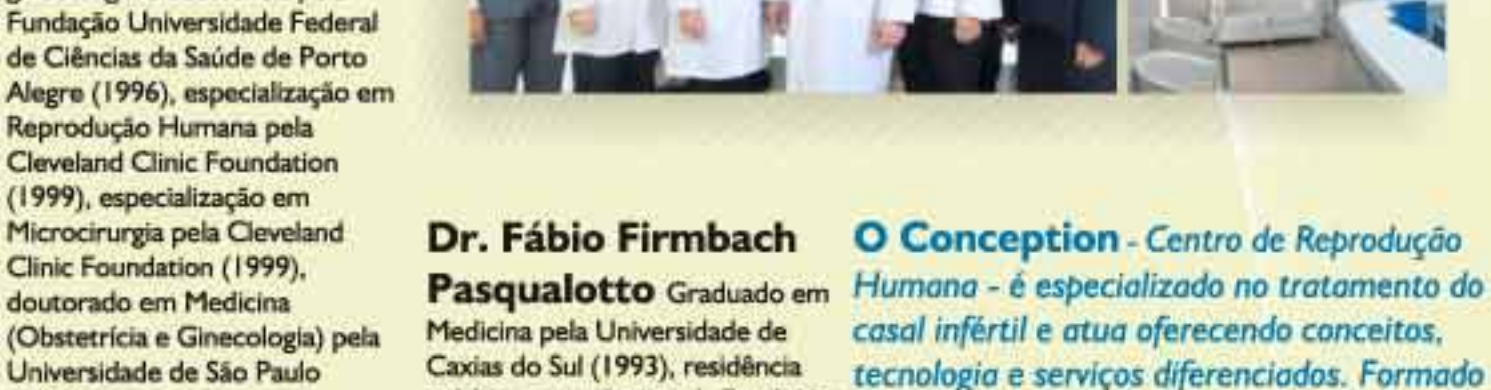 Fundação Universidade Federal
de Ciências da Saúde de Porto
Alegre (1996), especialização em
Reprodução Humana pela
Cleveland Clinic Foundation
(1999), especialização em
Microcirurgia pela Cleveland
Clinic Foundation (1999),
doutorado em Medicina
(Obstetrícia e Ginecologia) pela
Universidade de São Paulo
Dr. Fábio Firmbach
Pasqualotto Graduado em
Medicina pela Universidade de
Caxias do Sul (1993), residência
O Conception - Centro de Reprodução
Humana - é especializado no tratamento do
casal infértil e atua oferecendo conceitos,
tecnologia e serviços diferenciados. Formado